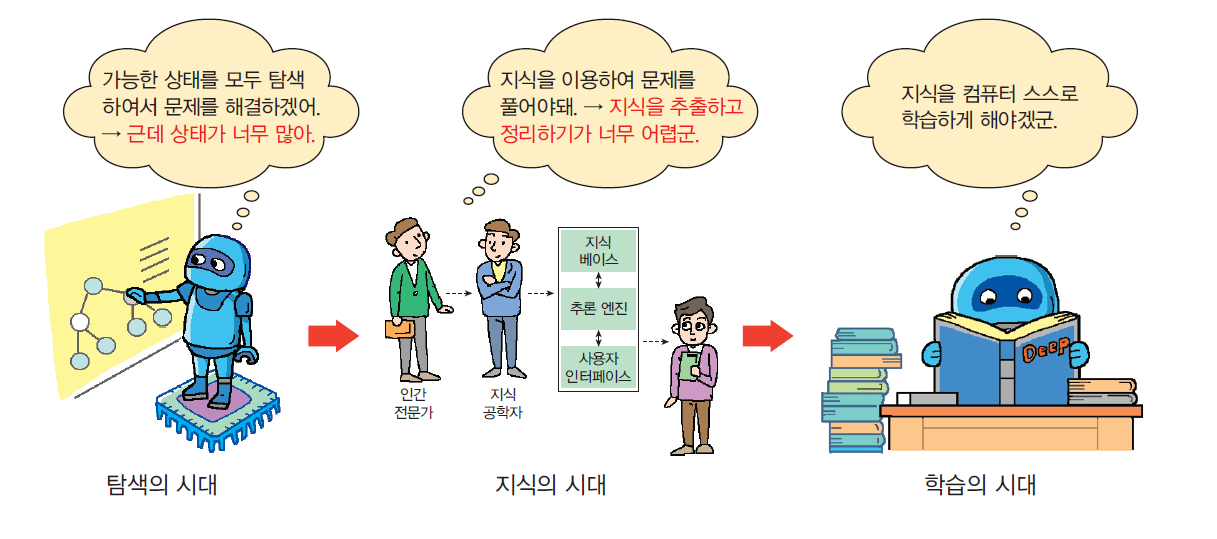 가능한 상태를 모두 탐색
하여서 문제를 해결하겠어.
→ 근데 상태가 너무 많아.
지식을 이용하여 문제를
풀어야돼. → 지식을 추출하고
정리하기가 너무 어렵군.
지식을 컴퓨터 스스로
학습하게 해야겠군.
지식
베이스
추론 엔진
사용자
인터페이스
인간
전문가
지식
공학자
DeeP
탐색의 시대
지식의 시대
학습의 시대